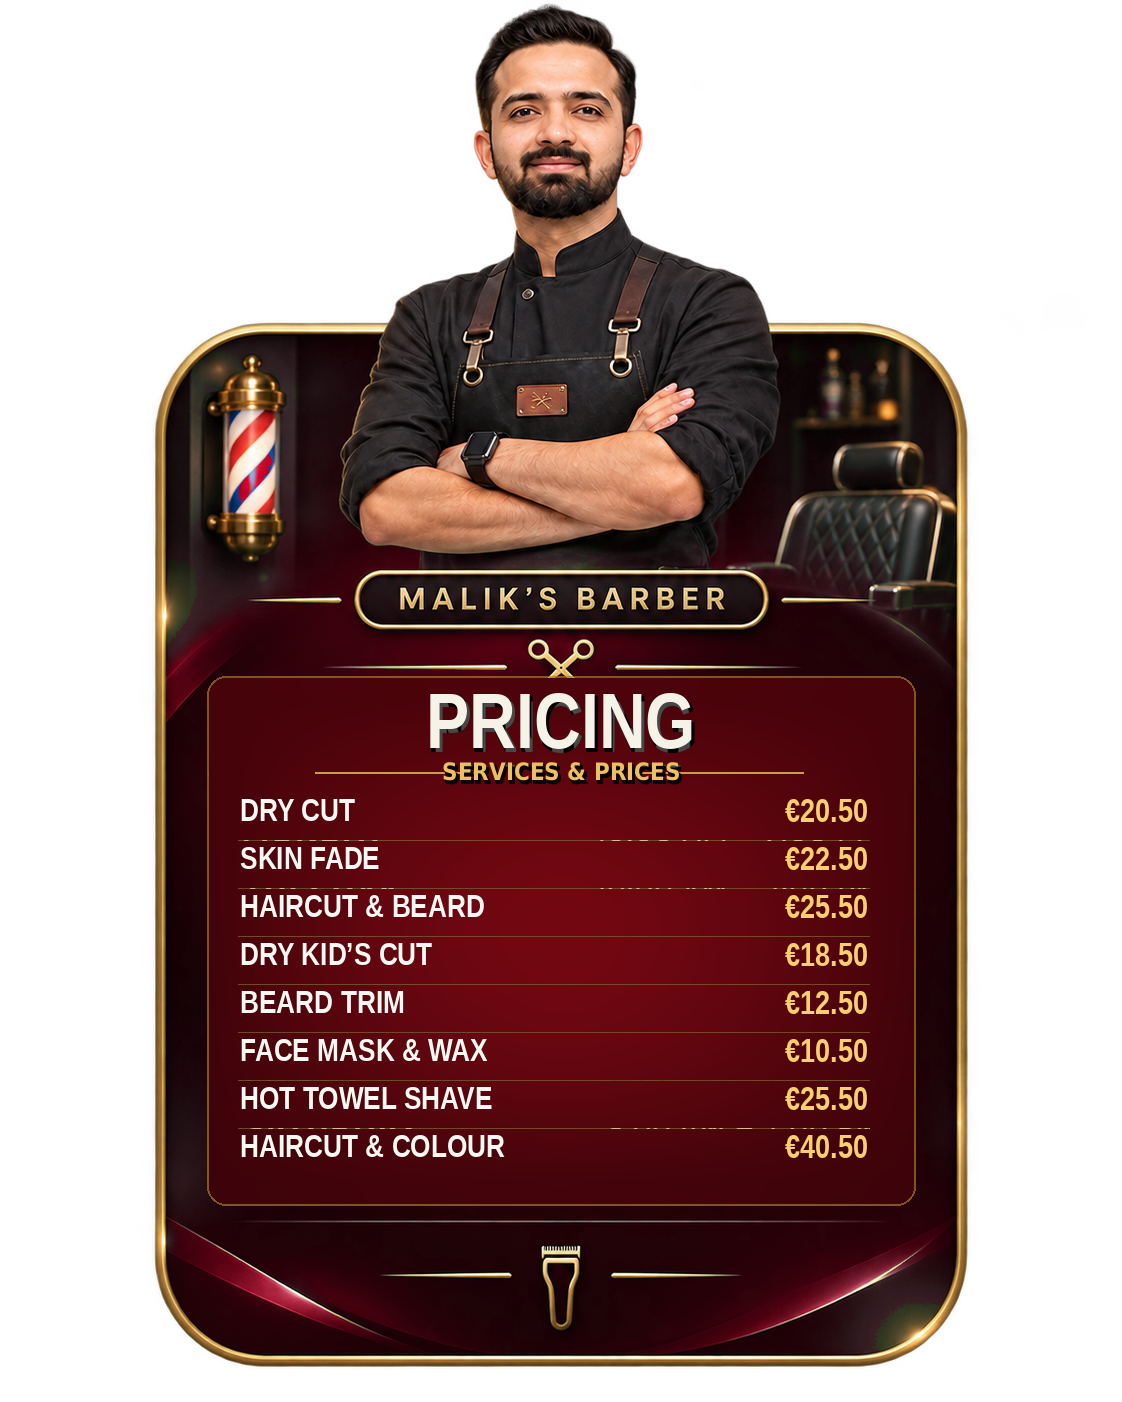 MALIK'S BARBER
PRICING
SERVICES & PRICES
DRY CUT €20.50
SKIN FADE €22.50
HAIRCUT & BEARD €25.50
DRY KID’S CUT €18.50
BEARD TRIM €12.50
FACE MASK & WAX €10.50
HOT TOWEL SHAVE €25.50
HAIRCUT & COLOUR €40.50